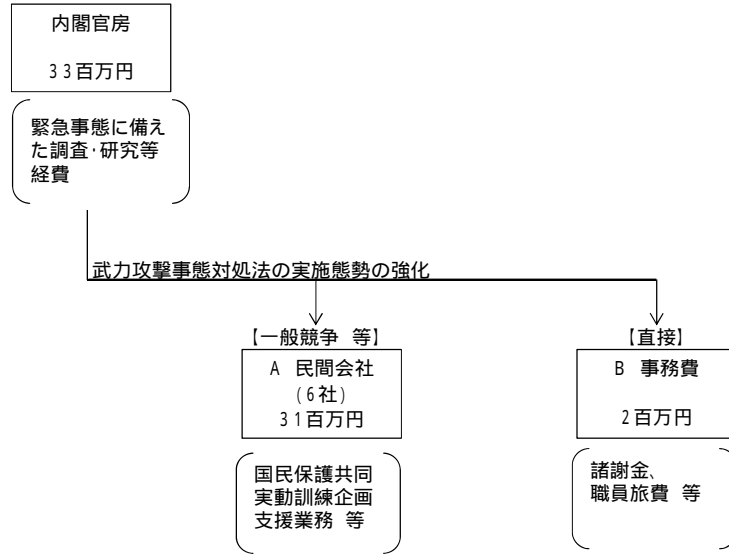 内閣官房
33百万円
緊急事態に備え
た調査・研究等
経費
武力攻撃事態対処法の実施態勢の強化
【一般競争 等】
A 民間会社
(6社)
31百万円
国民保護共同
実動訓練企画
支援業務 等
【直接】
B 事務費
2百万円
諸謝金、
職員旅費 等